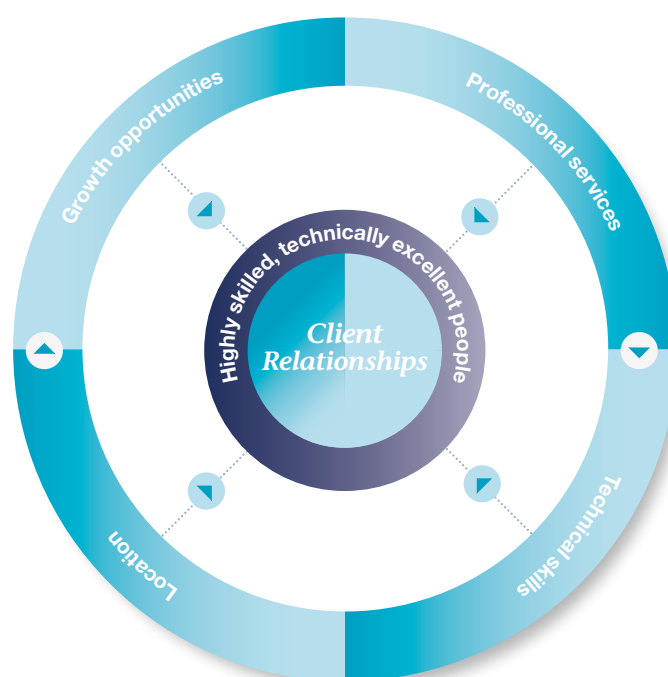 Growth opportunities
Professional services
Highly skilled, technically excellent people
Client
Relationships
Location
Technical skills